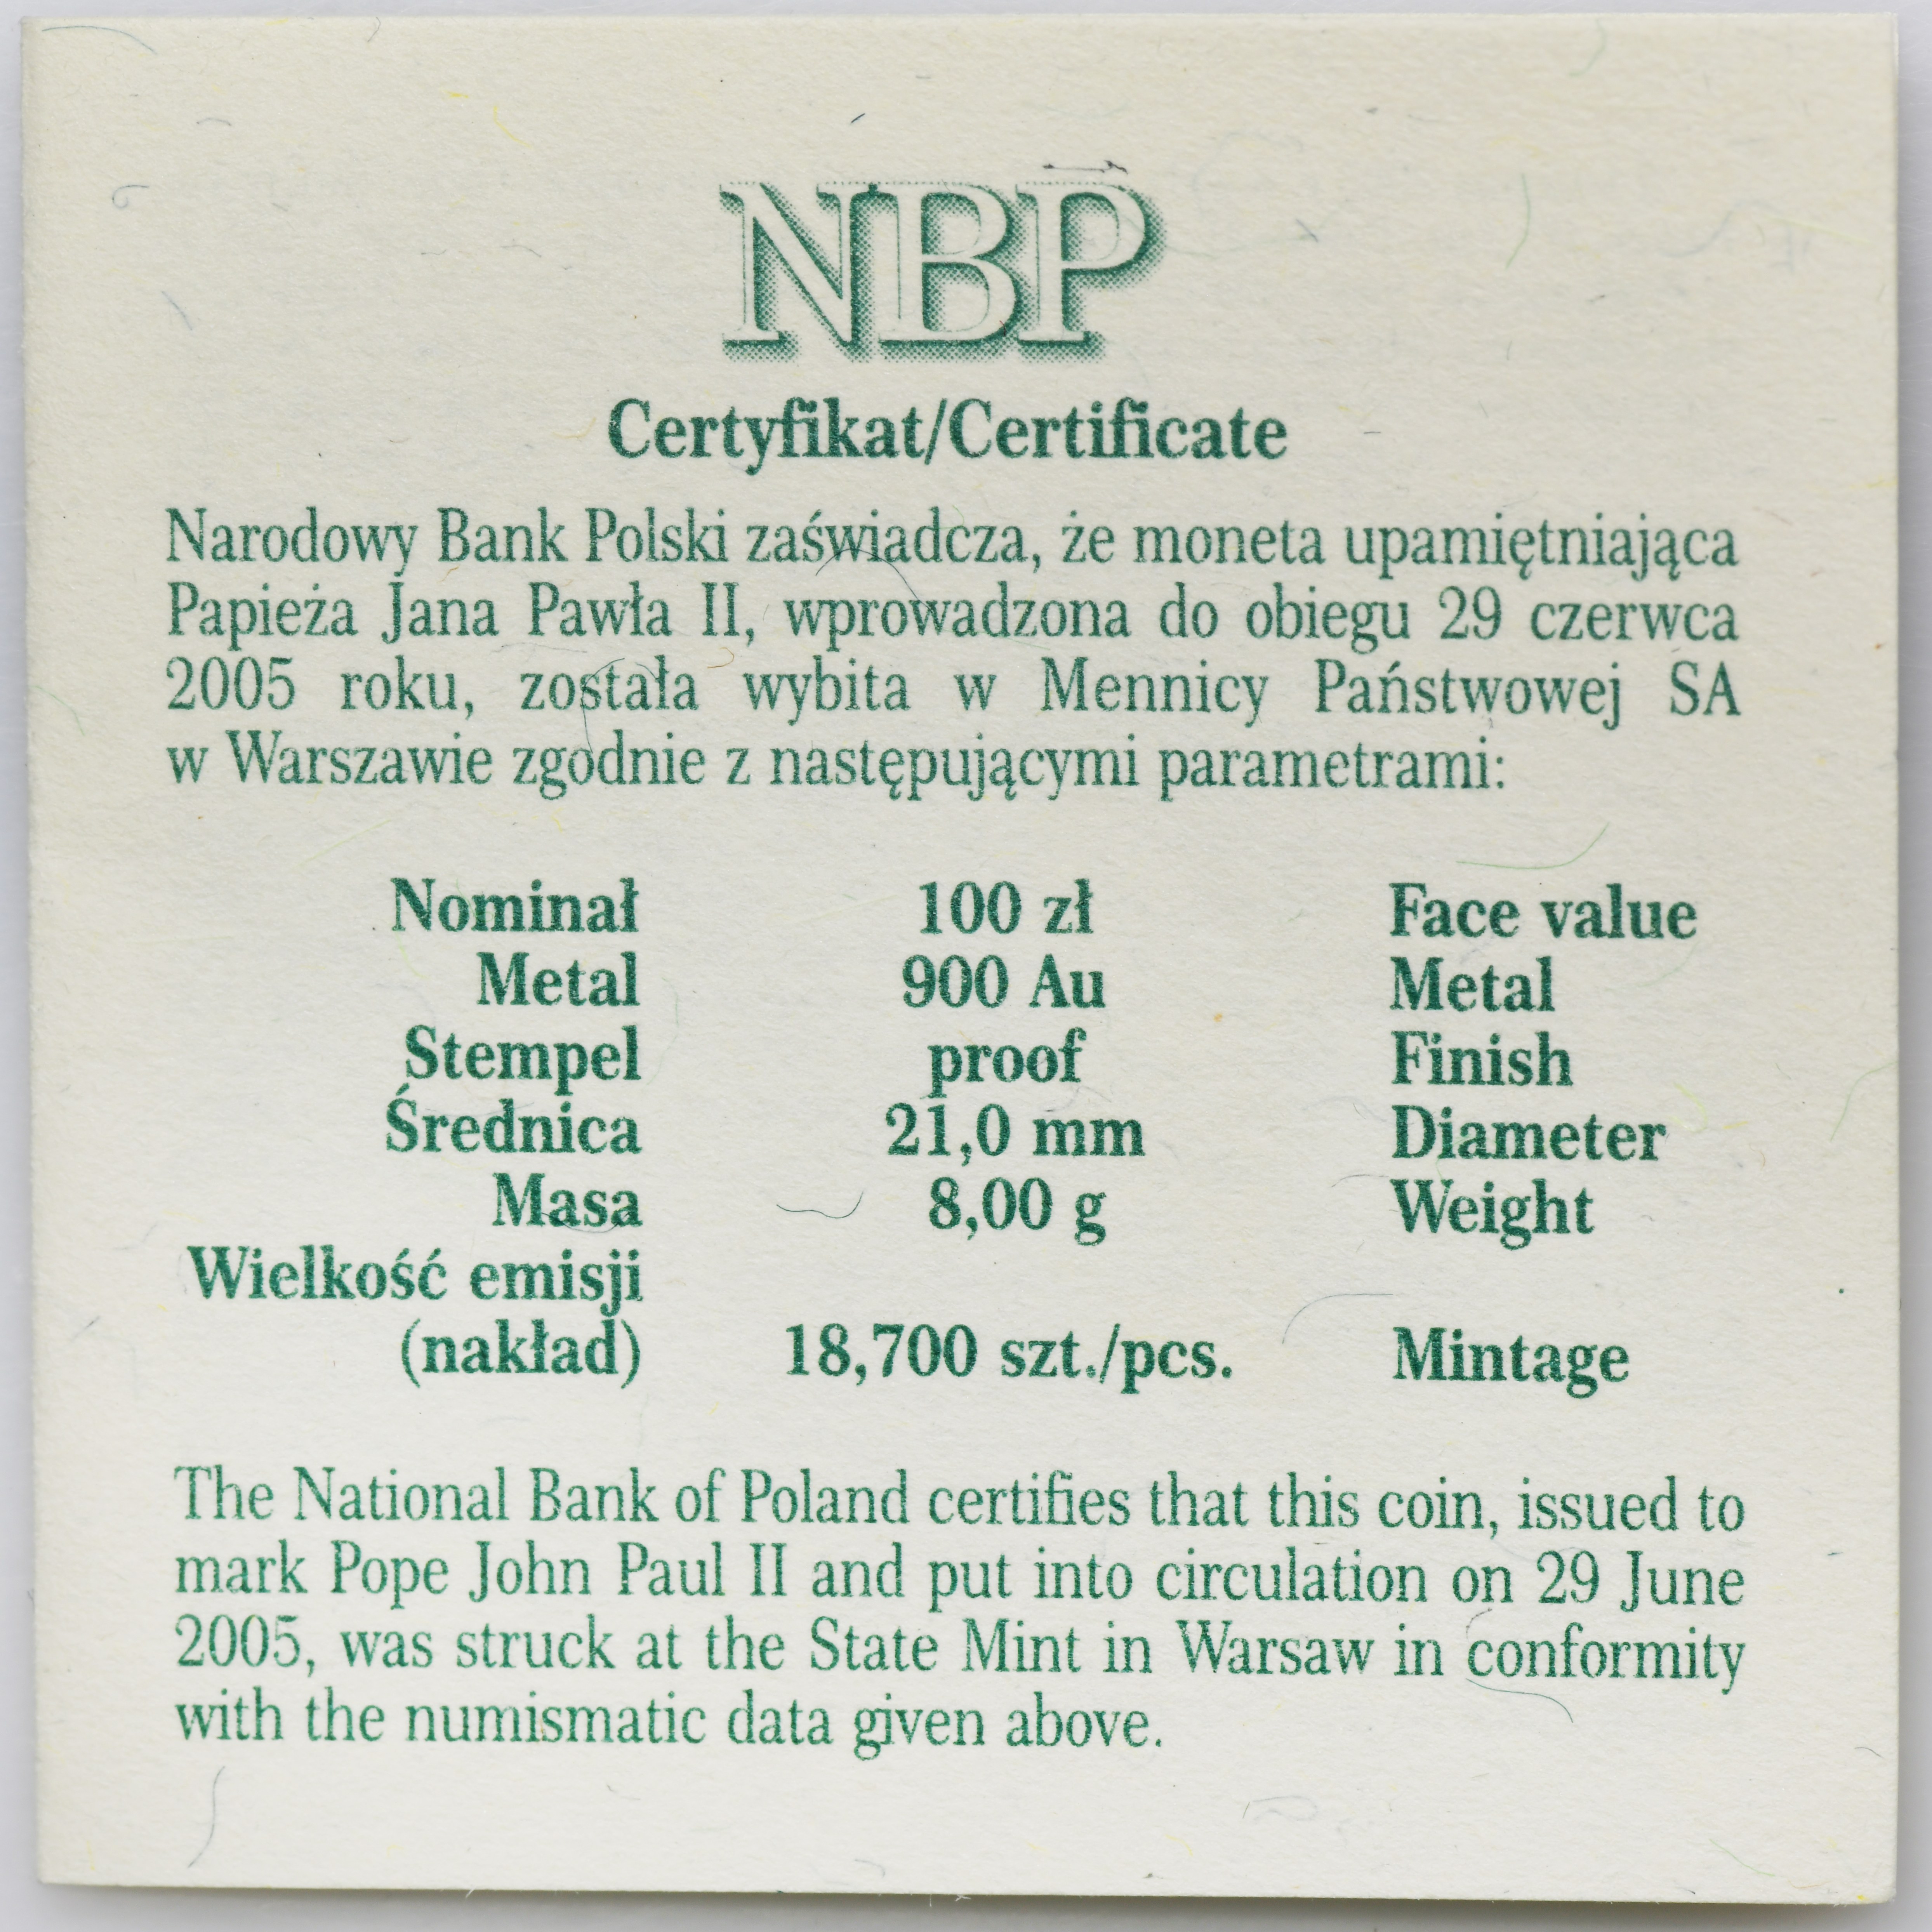 NBP
Certyfikat/Certificate
Narodowy Bank Polski zaświadcza, że moneta upamiętniająca
Papieża Jana Pawła II, wprowadzona do obiegu 29 czerwca
2005 roku, została wybita w Mennicy Państwowej SA
w Warszawie zgodnie z następującymi parametrami:
Nominał 100 zł Face value
Metal 900 Au Metal
Stempel proof Finish
Średnica 21,0 mm Diameter
Masa 8,00 g Weight
Wielkość emisji
(nakład) 18,700 szt./pcs. Mintage
The National Bank of Poland certifies that this coin, issued to
mark Pope John Paul II and put into circulation on 29 June
2005, was struck at the State Mint in Warsaw in conformity
with the numismatic data given above.